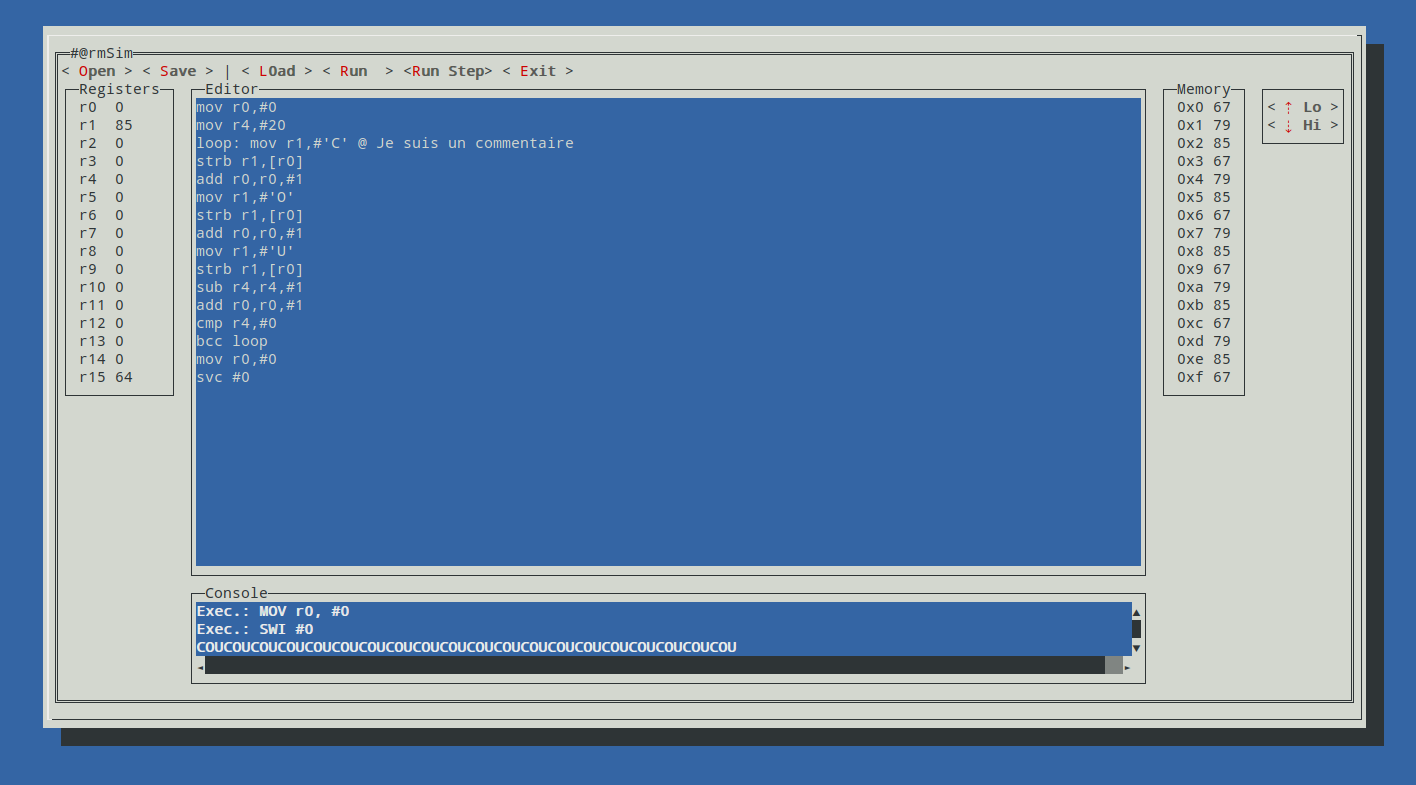 #@rmSim
< Open > < Save > | < LOad > < Run  > <Run Step> < Exit >
Registers
r0  0
r1  85
r2  0
r3  0
r4  0
r5  0
r6  0
r7  0
r8  0
r9  0
r10 0
r11 0
r12 0
r13 0
r14 0
r15 64
Editor
mov r0,#0
mov r4,#20
loop: mov r1,#'C' @ Je suis un commentaire
strb r1,[r0]
add r0,r0,#1
mov r1,#'O'
strb r1,[r0]
add r0,r0,#1
mov r1,#'U'
strb r1,[r0]
sub r4,r4,#1
add r0,r0,#1
cmp r4,#0
bcc loop
mov r0,#0
svc #0
Memory
0x0 67
0x1 79
0x2 85
0x3 67
0x4 79
0x5 85
0x6 67
0x7 79
0x8 85
0x9 67
0xa 79
0xb 85
0xc 67
0xd 79
0xe 85
0xf 67
< ↑ Lo >
< ↓ Hi >
Console
Exec.: MOV r0, #0
Exec.: SWI #0
COUCOUCOUCOUCOUCOUCOUCOUCOUCOUCOUCOUCOUCOUCOUCOUCOUCOUCOUCOU